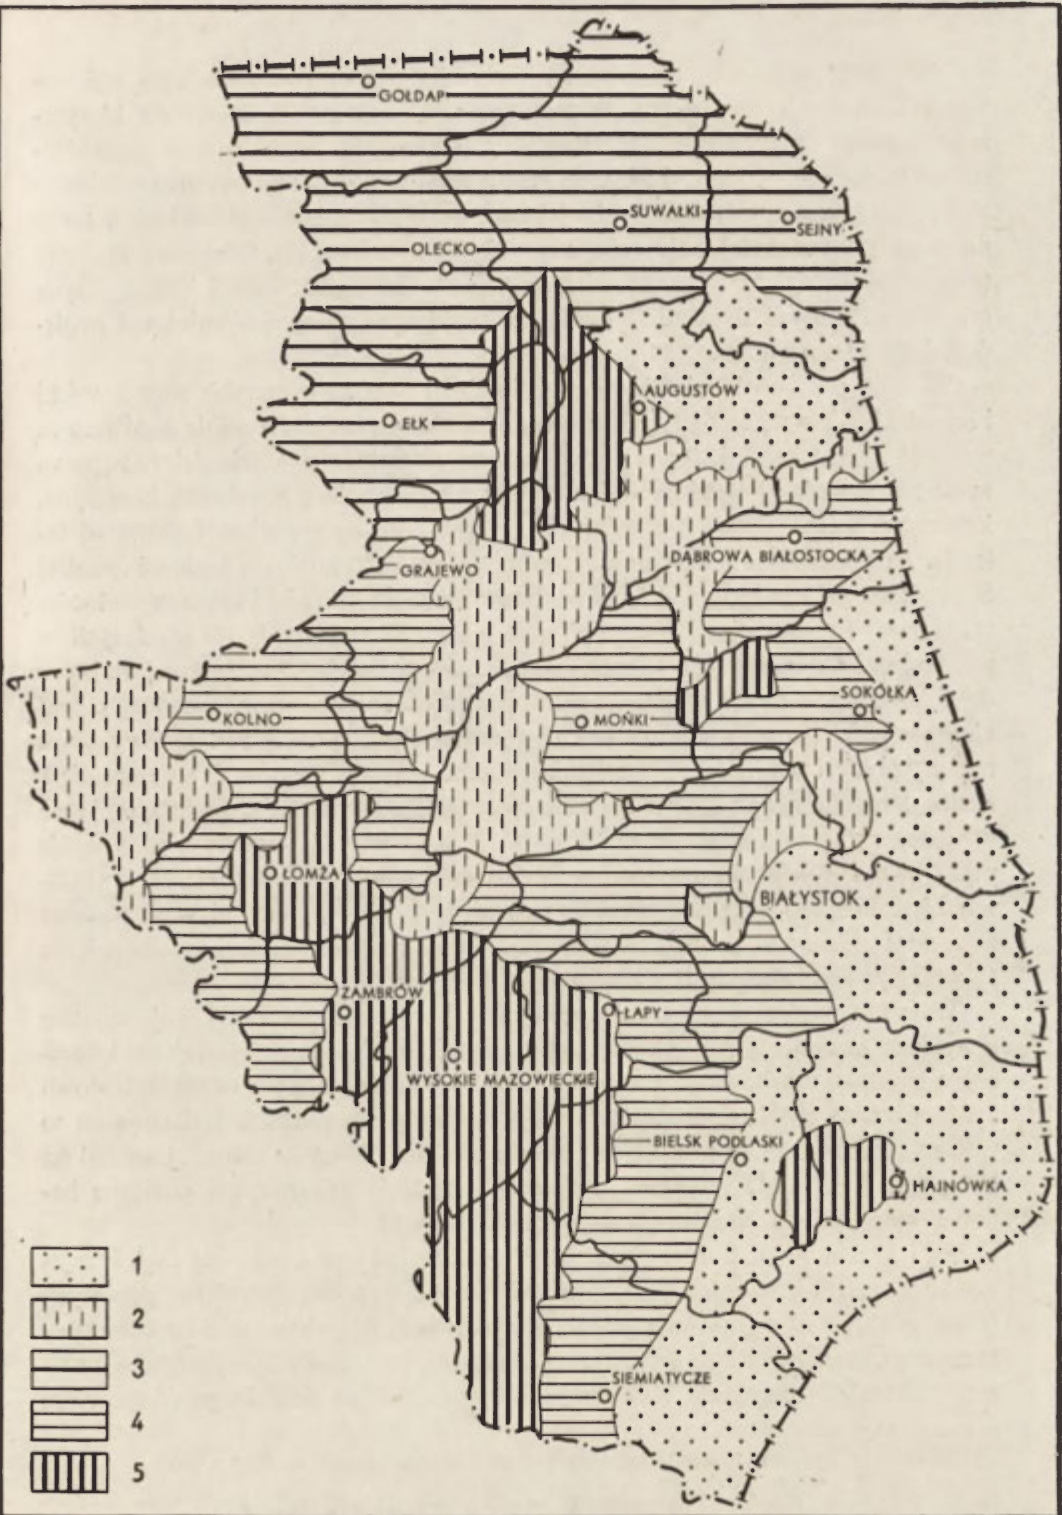 GOŁDAP
SUWAŁKI
SEJNY
OLECKO
AUGUSTÓW
EŁK
DĄBROWA BIAŁOSTOCKA
GRAJEWO
SOKÓŁKA
KOLNO
MOŃKI
ŁOMŻA
BIAŁYSTOK
ZAMBRÓW
ŁAPY
WYSOKIE MAZOWIECKIE
BIELSK PODLASKI
HAJNÓWKA
SIEMIATYCZE
1
2
3
4
5